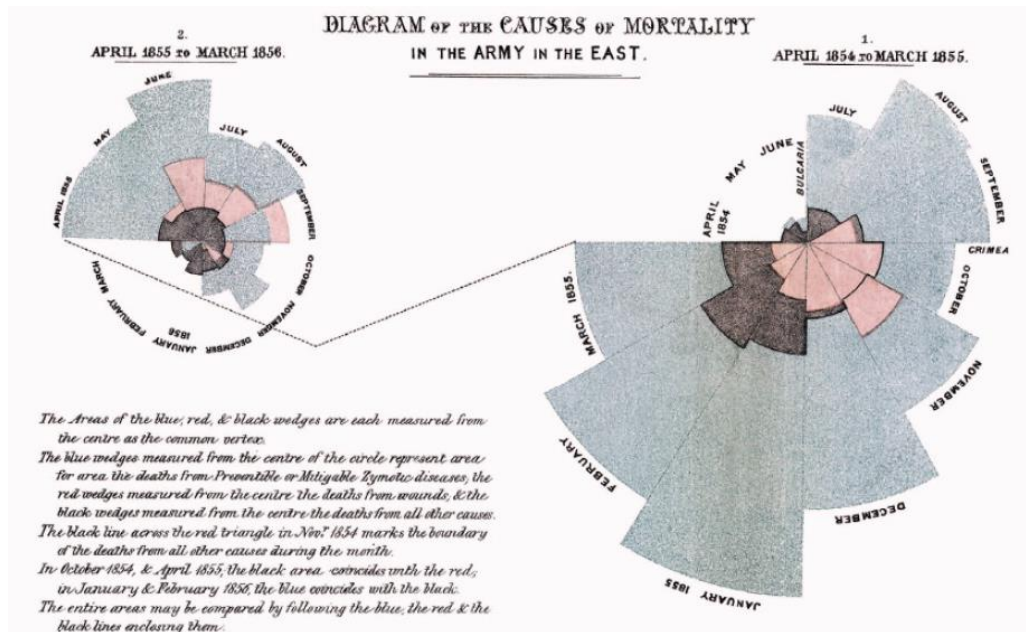 DIAGRAM OF THE CAUSES OF MORTALITY
IN THE ARMY IN THE EAST.
2.
APRIL 1855 TO MARCH 1856.
1.
APRIL 1854 TO MARCH 1855.
APRIL 1855
MAY
JUNE
JULY
AUGUST
SEPTEMBER
OCTOBER
NOVEMBER
DECEMBER
JANUARY
1856
FEBRUARY
MARCH
APRIL
1854
MAY
JUNE
BULGARIA
JULY
AUGUST
SEPTEMBER
CRIMEA
OCTOBER
NOVEMBER
DECEMBER
JANUARY 1855
FEBRUARY
MARCH 1855.
The Areas of the blue, red, & black wedges are each measured from
the centre as the common vertex.
The blue wedges measured from the centre of the circle represent area
for area the deaths from Preventible or Mitigable Zymotic diseases, the
red wedges measured from the centre the deaths from wounds, & the
black wedges measured from the centre the deaths from all other causes.
The black line across the red triangle in Novr. 1854 marks the boundary
of the deaths from all other causes during the month.
In October 1854, & April 1855, the black area coincides with the red;
in January & February 1856, the blue coincides with the black.
The entire areas may be compared by following the blue, the red & the
black lines enclosing them.